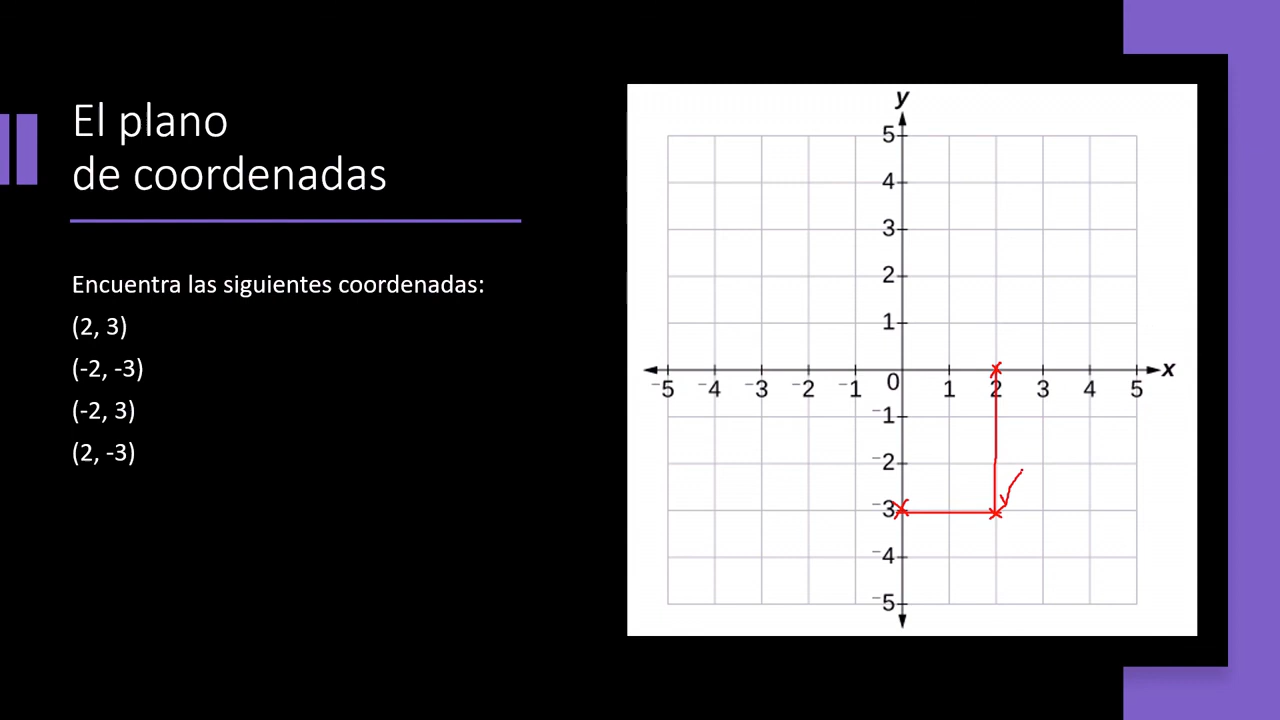 El plano
de coordenadas
Encuentra las siguientes coordenadas:
(2, 3)
(-2, -3)
(-2, 3)
(2, -3)
y
5
4
3
2
1
-5 -4 -3 -2 -1 0 1 2 3 4 5 x
-1
-2
-3
-4
-5